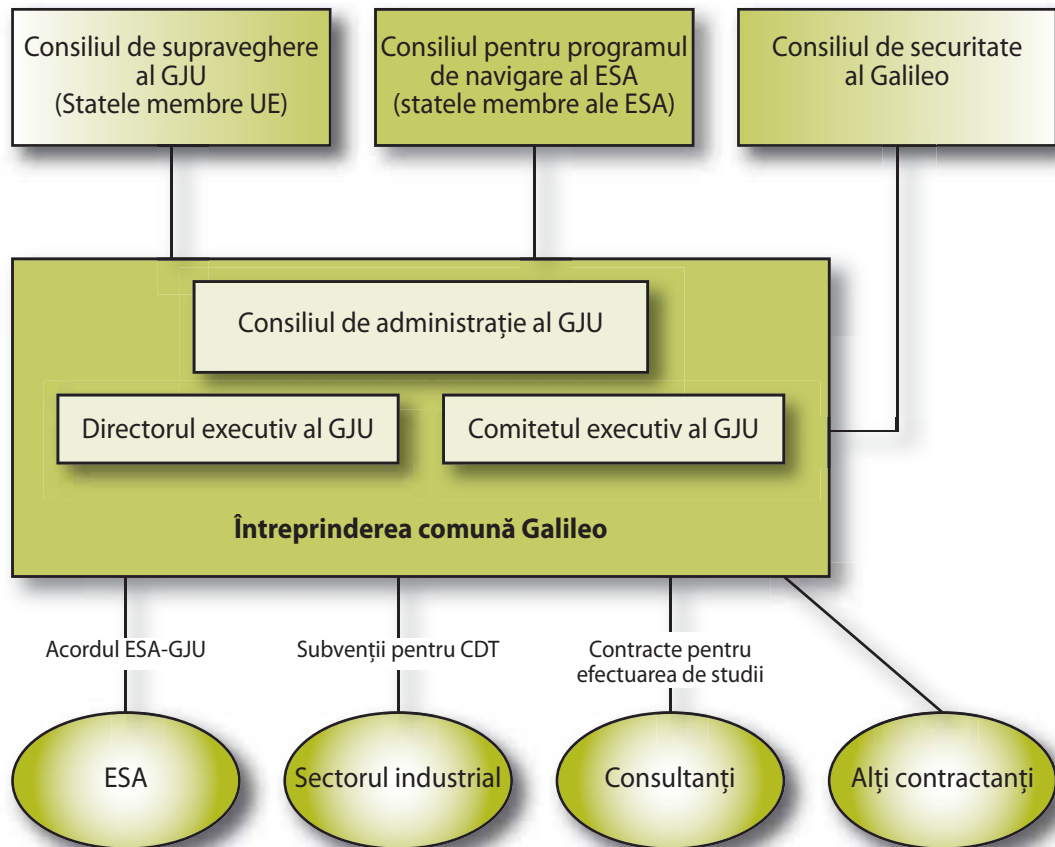 Consiliul de supraveghere
al GJU
(Statele membre UE)
Consiliul pentru programul
de navigare al ESA
(statele membre ale ESA)
Consiliul de securitate
al Galileo
Consiliul de administrație al GJU
Directorul executiv al GJU
Comitetul executiv al GJU
Întreprinderea comună Galileo
Acordul ESA-GJU
Subvenții pentru CDT
Contracte pentru
efectuarea de studii
ESA
Sectorul industrial
Consultanți
Alți contractanți